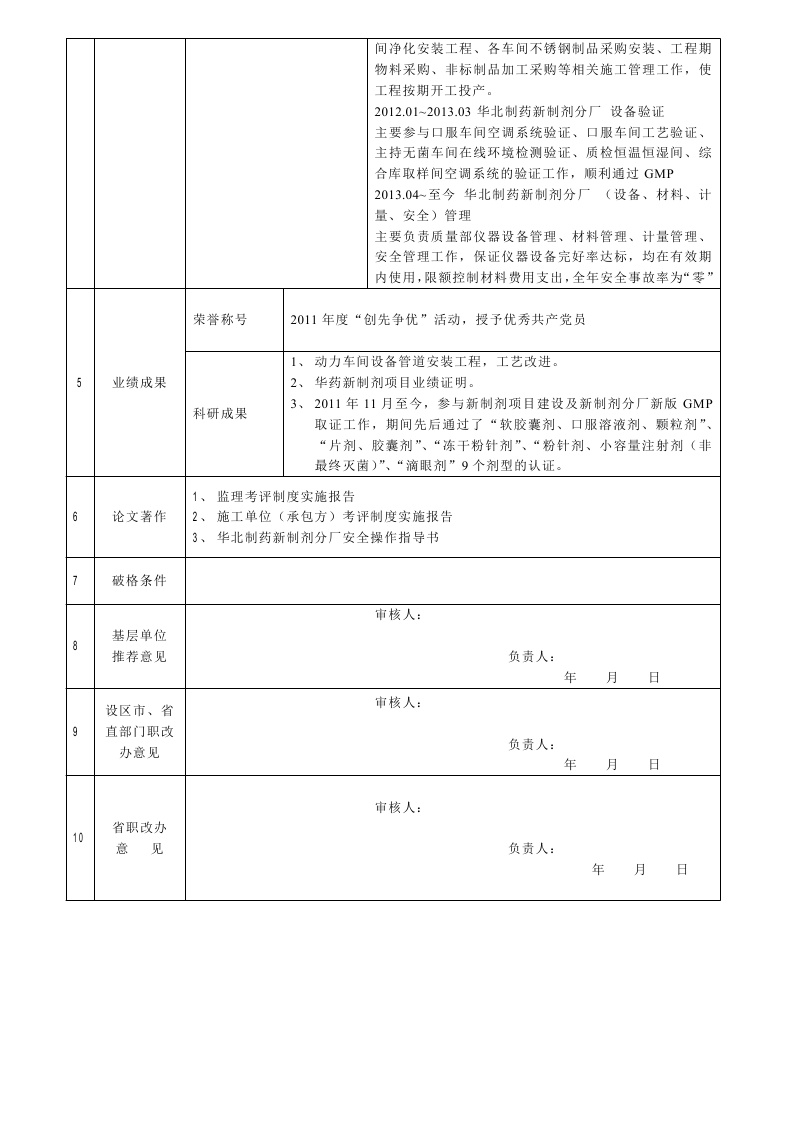 间净化安装工程、各车间不锈钢制品采购安装、工程期
物料采购、非标制品加工采购等相关施工管理工作，使
工程按期开工投产。
2012.01~2013.03 华北制药新制剂分厂 设备验证
主要参与口服车间空调系统验证、口服车间工艺验证、
主持无菌车间在线环境检测验证、质检恒温恒湿间、综
合库取样间空调系统的验证工作，顺利通过 GMP
2013.04~至今 华北制药新制剂分厂 （设备、材料、计
量、安全）管理
主要负责质量部仪器设备管理、材料管理、计量管理、
安全管理工作，保证仪器设备完好率达标，均在有效期
内使用，限额控制材料费用支出，全年安全事故率为“零”
5
业绩成果
荣誉称号
2011 年度“创先争优”活动，授予优秀共产党员
科研成果
1、 动力车间设备管道安装工程，工艺改进。
2、 华药新制剂项目业绩证明。
3、 2011 年 11 月至今，参与新制剂项目建设及新制剂分厂新版 GMP
取证工作，期间先后通过了“软胶囊剂、口服溶液剂、颗粒剂”、
“片剂、胶囊剂”、“冻干粉针剂”、“粉针剂、小容量注射剂（非
最终灭菌）”、“滴眼剂”9 个剂型的认证。
6
论文著作
1、 监理考评制度实施报告
2、 施工单位（承包方）考评制度实施报告
3、 华北制药新制剂分厂安全操作指导书
7
破格条件
8
基层单位
推荐意见
审核人：
负责人：
年 月 日
9
设区市、省
直部门职改
办意见
审核人：
负责人：
年 月 日
10
省职改办
意 见
审核人：
负责人：
年 月 日